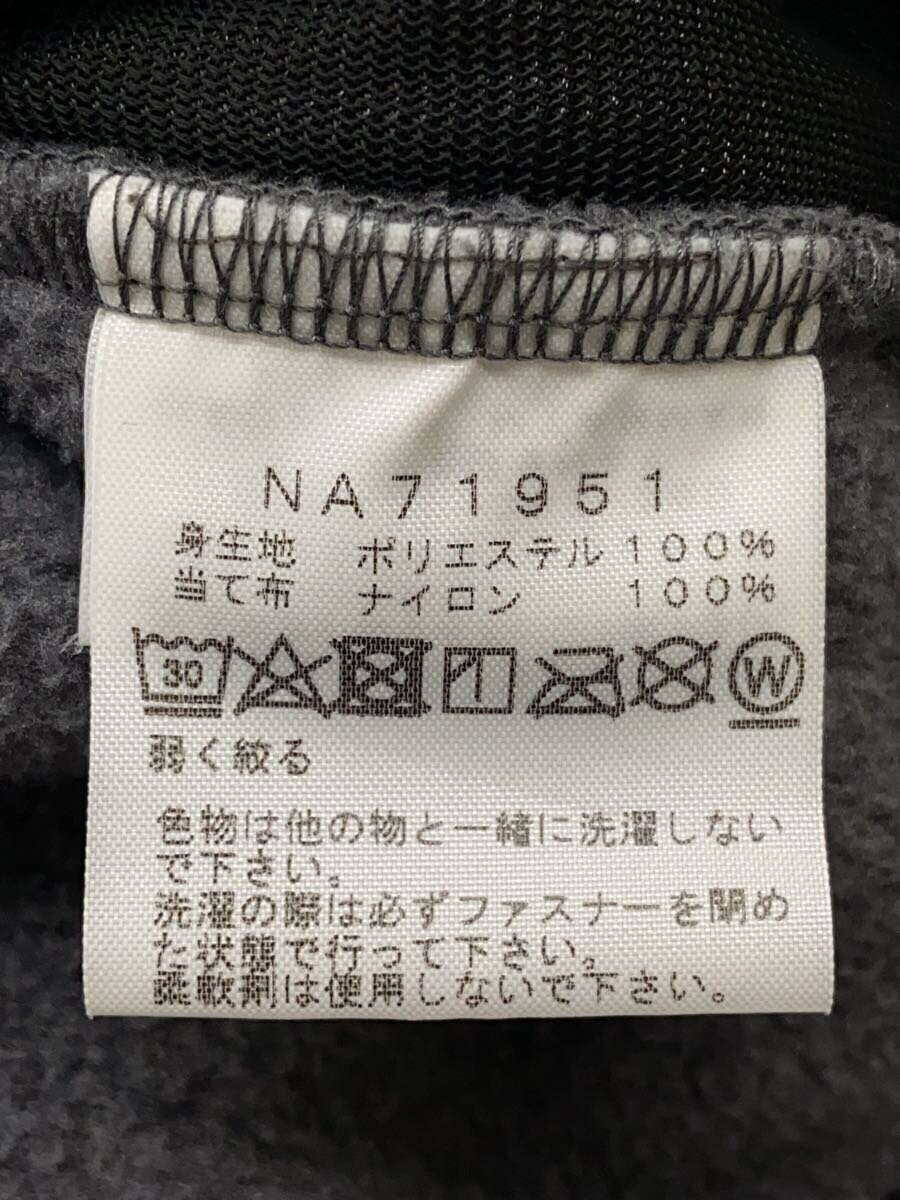 NA71951
身生地 ポリエステル 100%
当て布 ナイロン 100%
30 W
弱く絞る
色物は他の物と一緒に洗濯しない
で下さい。
洗濯の際は必ずファスナーを閉め
た状態で行って下さい。
柔軟剤は使用しないで下さい。